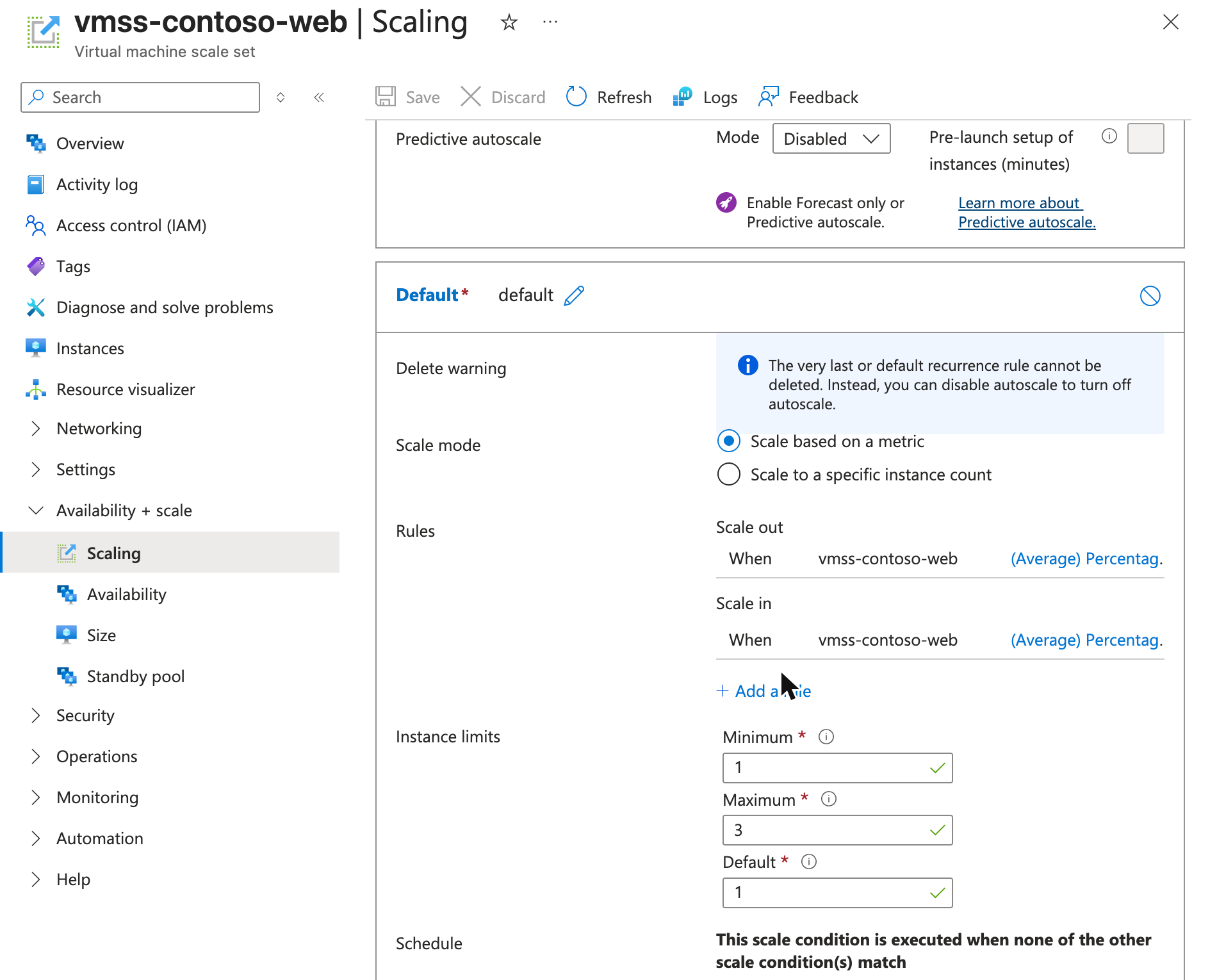 vmss-contoso-web | Scaling
Virtual machine scale set
Search
Save
Discard
Refresh
Logs
Feedback
Overview
Activity log
Access control (IAM)
Tags
Diagnose and solve problems
Instances
Resource visualizer
Networking
Settings
Availability + scale
Scaling
Availability
Size
Standby pool
Security
Operations
Monitoring
Automation
Help
Predictive autoscale
Mode
Disabled
Pre-launch setup of
instances (minutes)
Enable Forecast only or
Predictive autoscale.
Learn more about
Predictive autoscale.
Default* default
Delete warning
The very last or default recurrence rule cannot be
deleted. Instead, you can disable autoscale to turn off
autoscale.
Scale mode
Scale based on a metric
Scale to a specific instance count
Rules
Scale out
When vmss-contoso-web (Average) Percentag.
Scale in
When vmss-contoso-web (Average) Percentag.
+ Add a
Instance limits
Minimum *
1
Maximum *
3
Default *
1
Schedule
This scale condition is executed when none of the other
scale condition(s) match